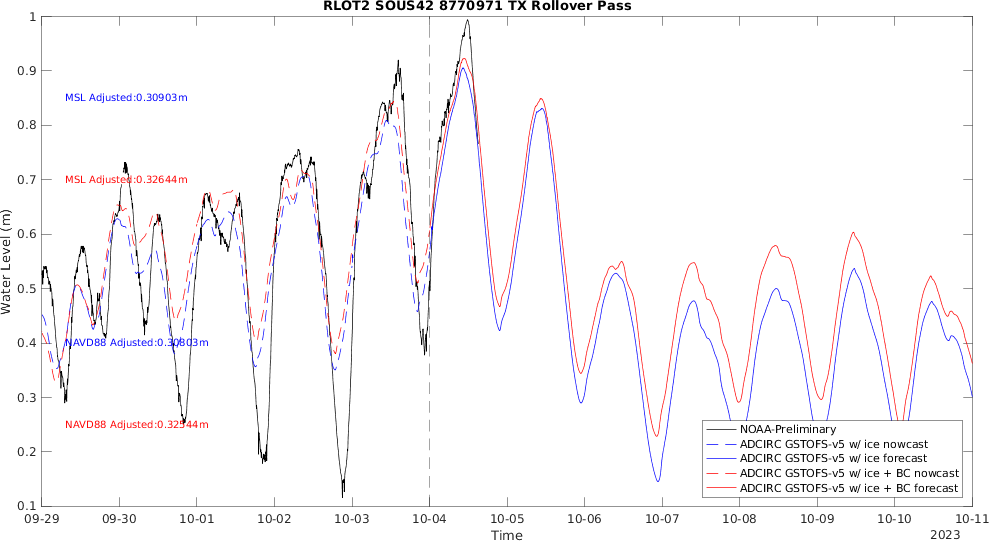 RLOT2 SOUS42 8770971 TX Rollover Pass
1
0.9
0.8
0.7
0.6
0.5
0.4
0.3
0.2
0.1
Water Level (m)
MSL Adjusted:0.30903m
MSL Adjusted:0.32644m
NAVD88 Adjusted:0.30803m
NAVD88 Adjusted:0.32544m
NOAA-Preliminary
ADCIRC GSTOFS-v5 w/ ice nowcast
ADCIRC GSTOFS-v5 w/ ice forecast
ADCIRC GSTOFS-v5 w/ ice + BC nowcast
ADCIRC GSTOFS-v5 w/ ice + BC forecast
09-29 09-30 10-01 10-02 10-03 10-04 10-05 10-06 10-07 10-08 10-09 10-10 10-11
Time
2023